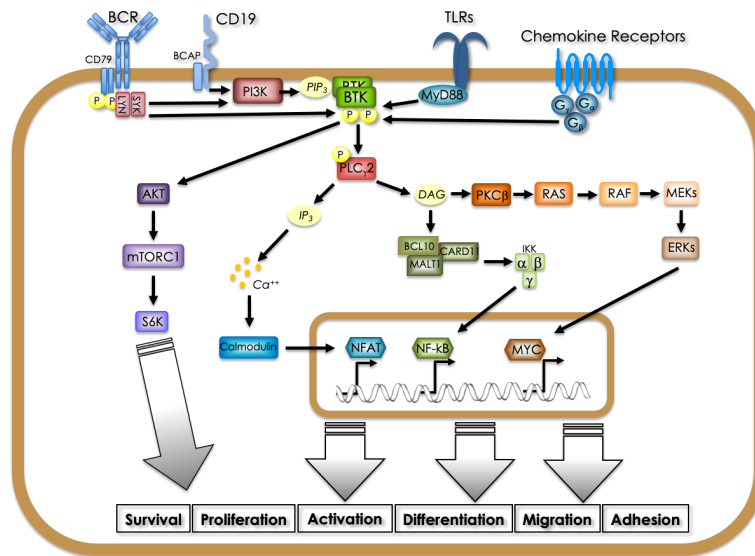 BCR
CD19
TLRs
Chemokine Receptors
CD79
BCAP
P
P
LYN
SYK
PI3K
PIP3
BTK
BTK
P
P
MyD88
Gγ
Gα
Gβ
P
PLCγ2
AKT
IP3
DAG
PKCβ
RAS
RAF
MEKs
mTORC1
BCL10
CARD11
MALT1
IKK
α
β
γ
ERKs
Ca++
S6K
Calmodulin
NFAT
NF-kB
MYC
Survival
Proliferation
Activation
Differentiation
Migration
Adhesion